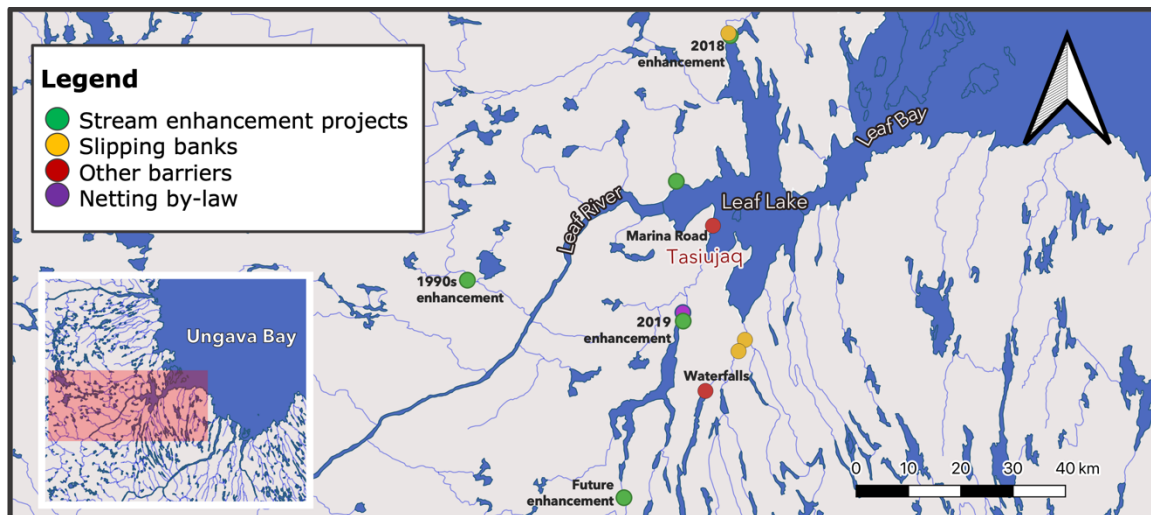 Legend
Stream enhancement projects
Slipping banks
Other barriers
Netting by-law
2018
enhancement
Leaf Bay
Leaf River
Leaf Lake
Marina Road
Tasiujaq
1990s
enhancement
2019
enhancement
Ungava Bay
Waterfalls
Future
enhancement
0 10 20 30 40 km